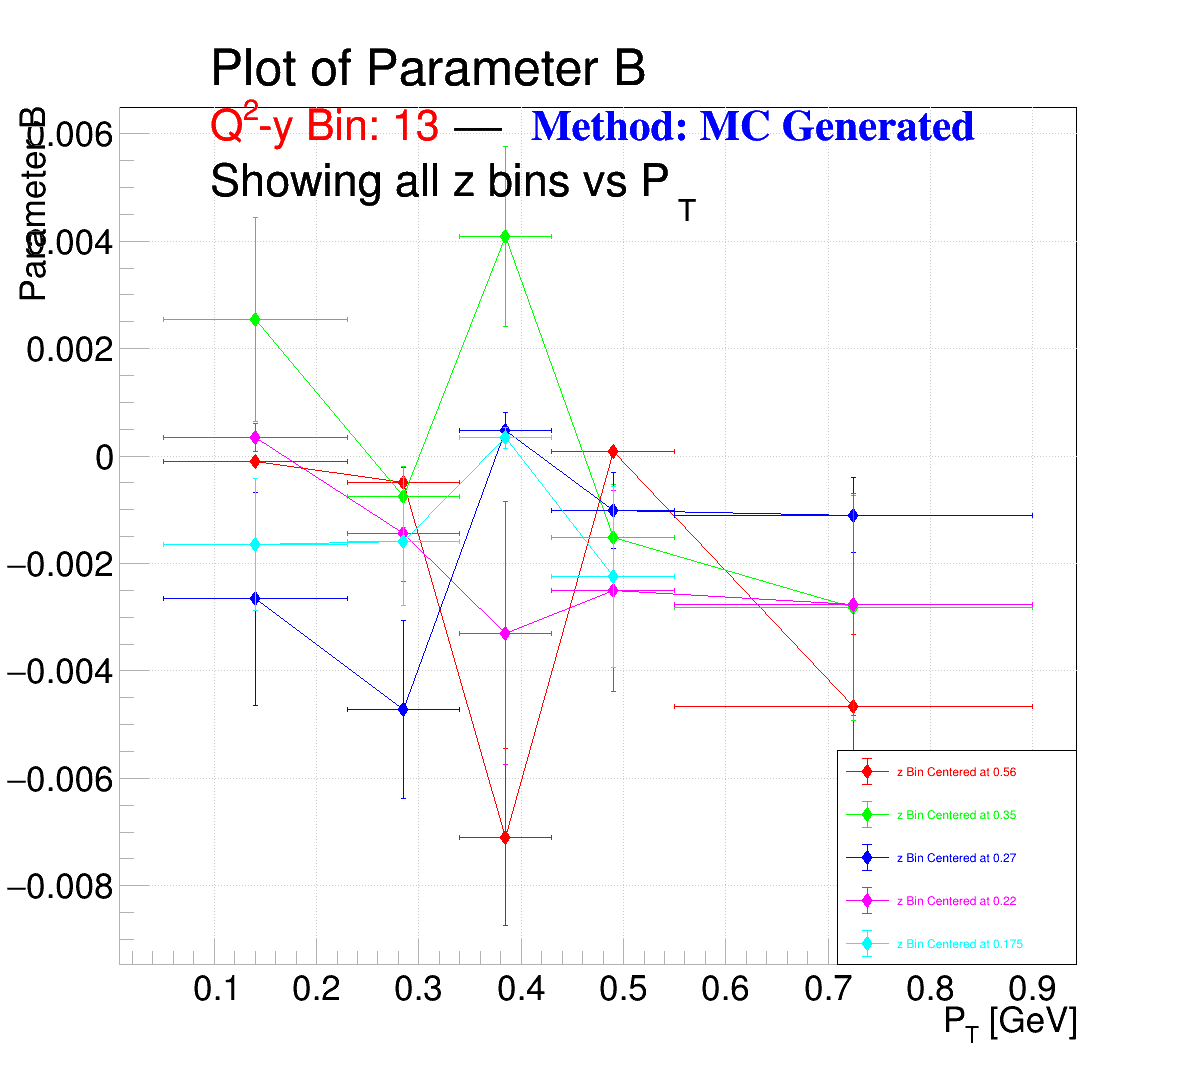 Plot of Parameter B
Q²-y Bin: 13 — Method: MC Generated
Showing all z bins vs P_T
Parameter B
0.006
0.004
0.002
0
−0.002
−0.004
−0.006
−0.008
z Bin Centered at 0.56
z Bin Centered at 0.35
z Bin Centered at 0.27
z Bin Centered at 0.22
z Bin Centered at 0.175
0.1 0.2 0.3 0.4 0.5 0.6 0.7 0.8 0.9
P_T [GeV]